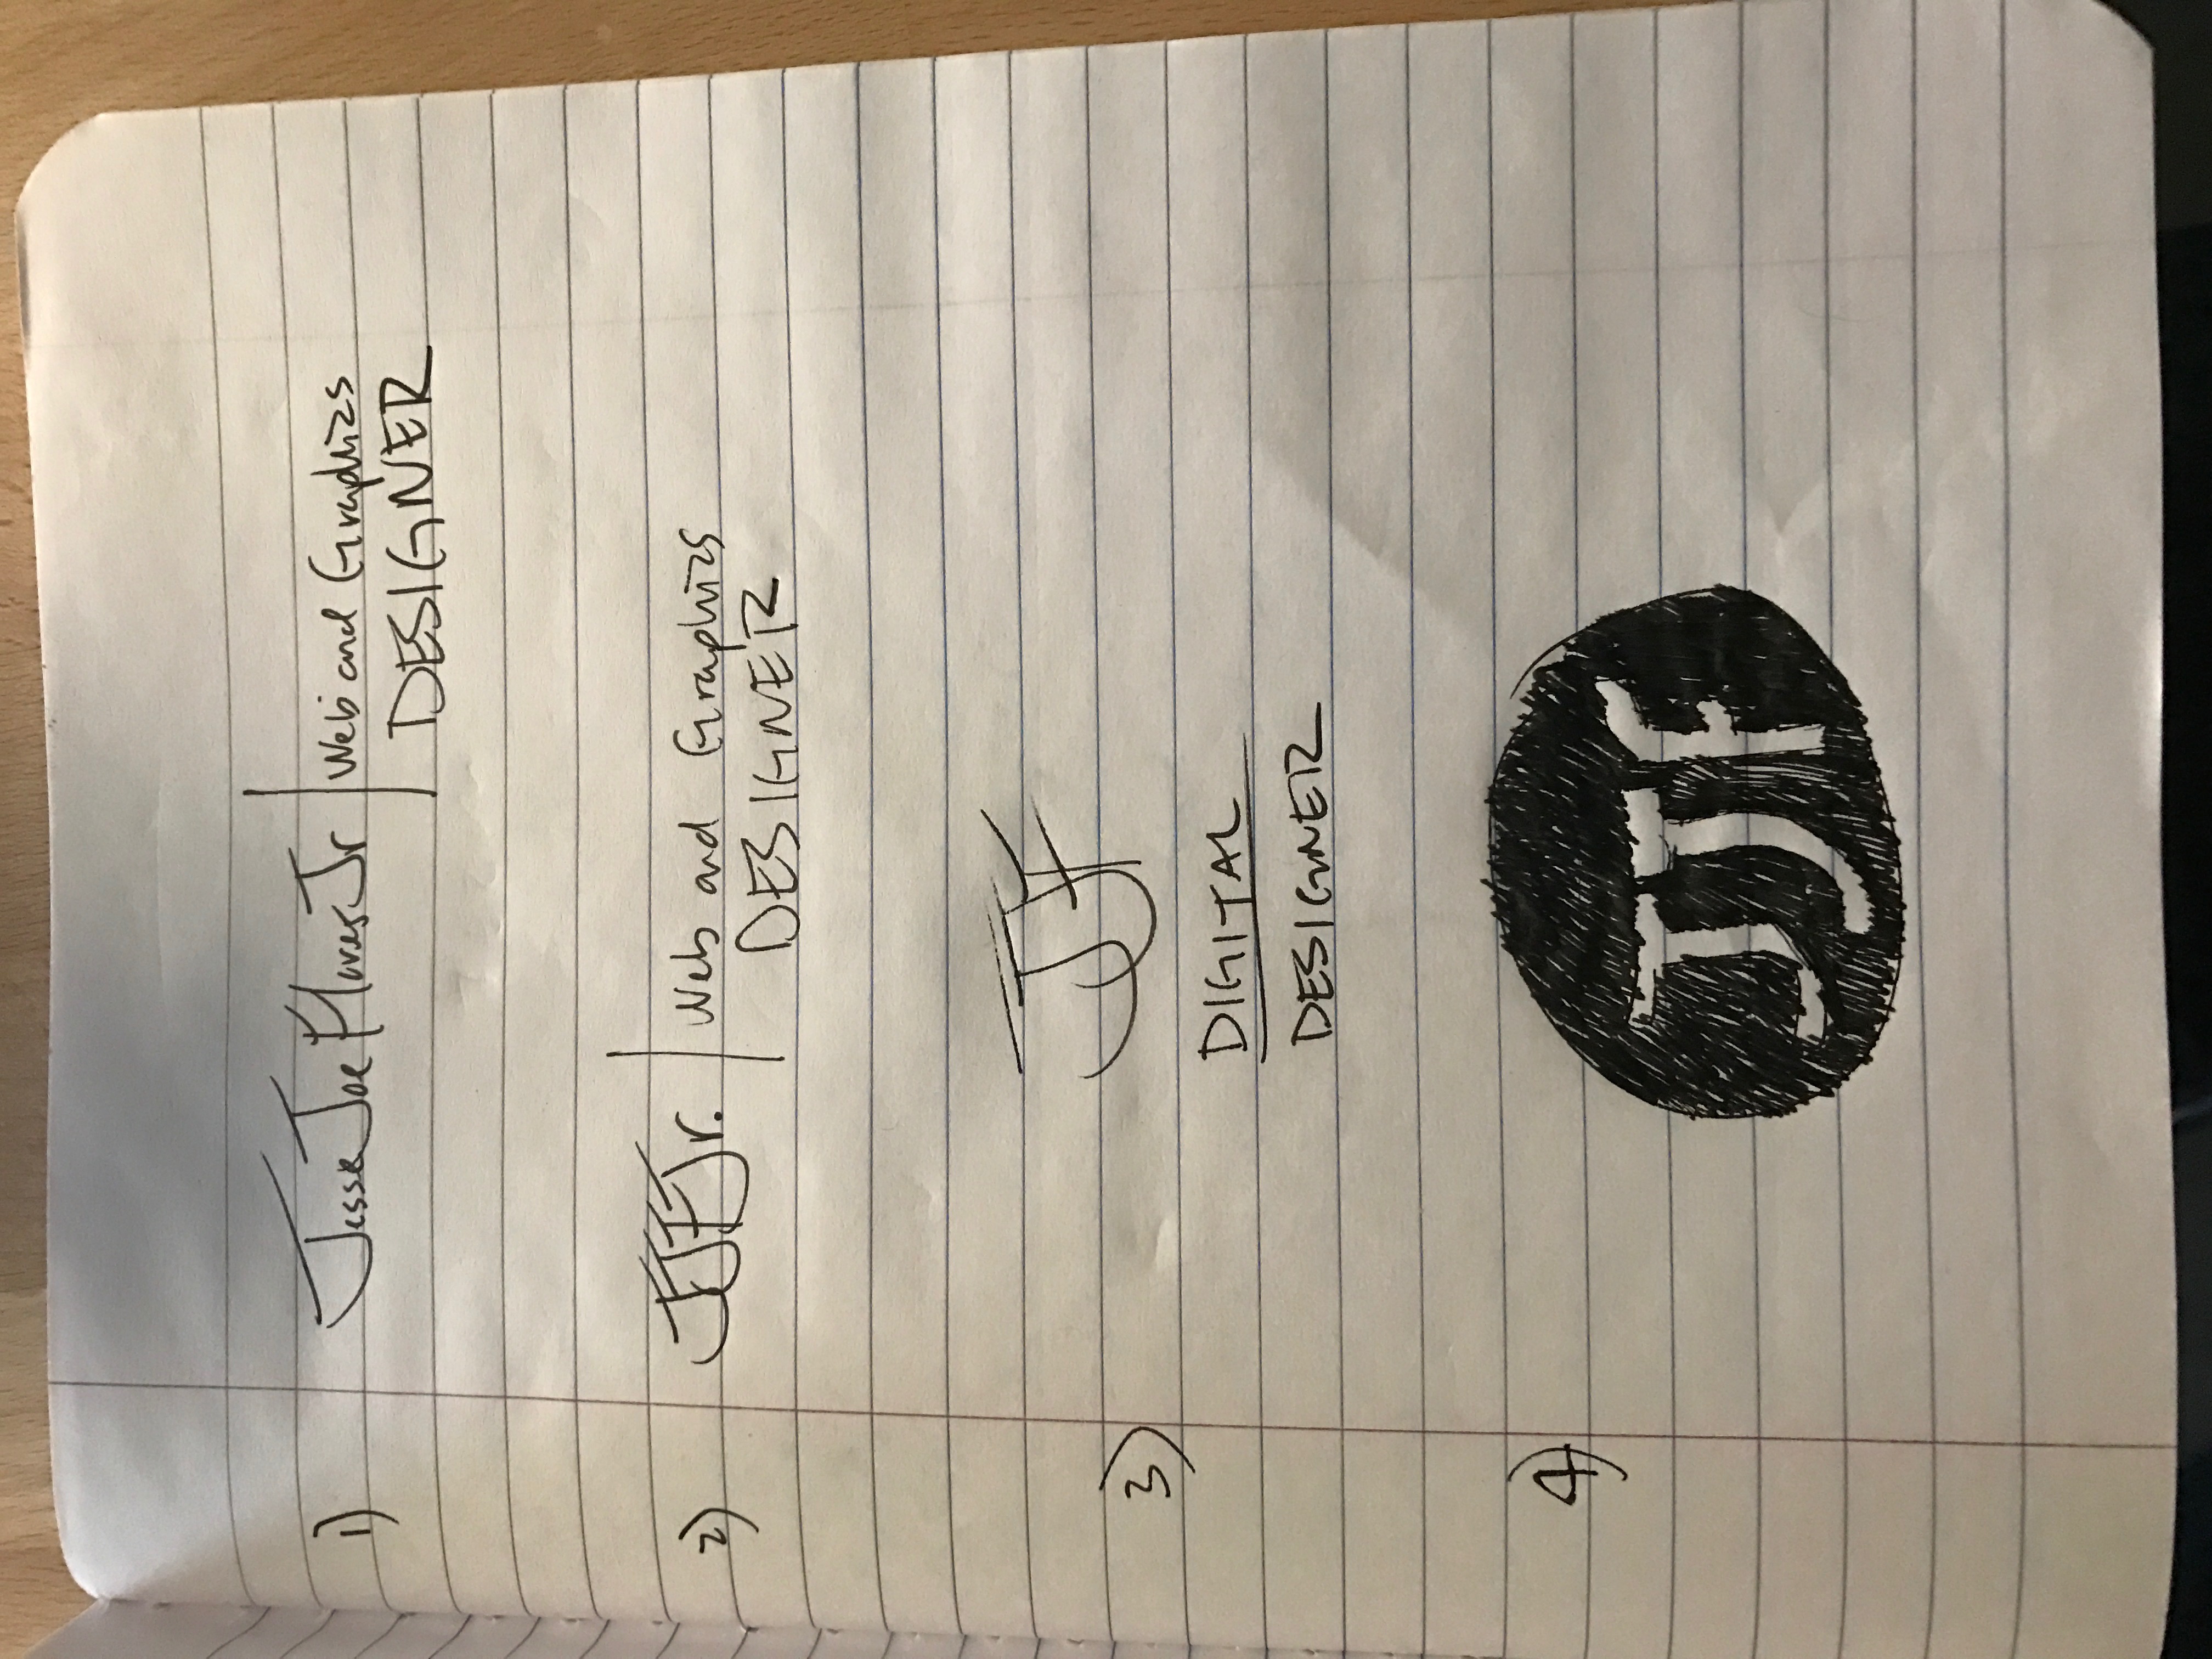 1) Jesse Joe Flores Jr | Web and Graphics
DESIGNER
2) JJFJr. | Web and Graphics
DESIGNER
3) JJF
DIGITAL
DESIGNER
4) JJF